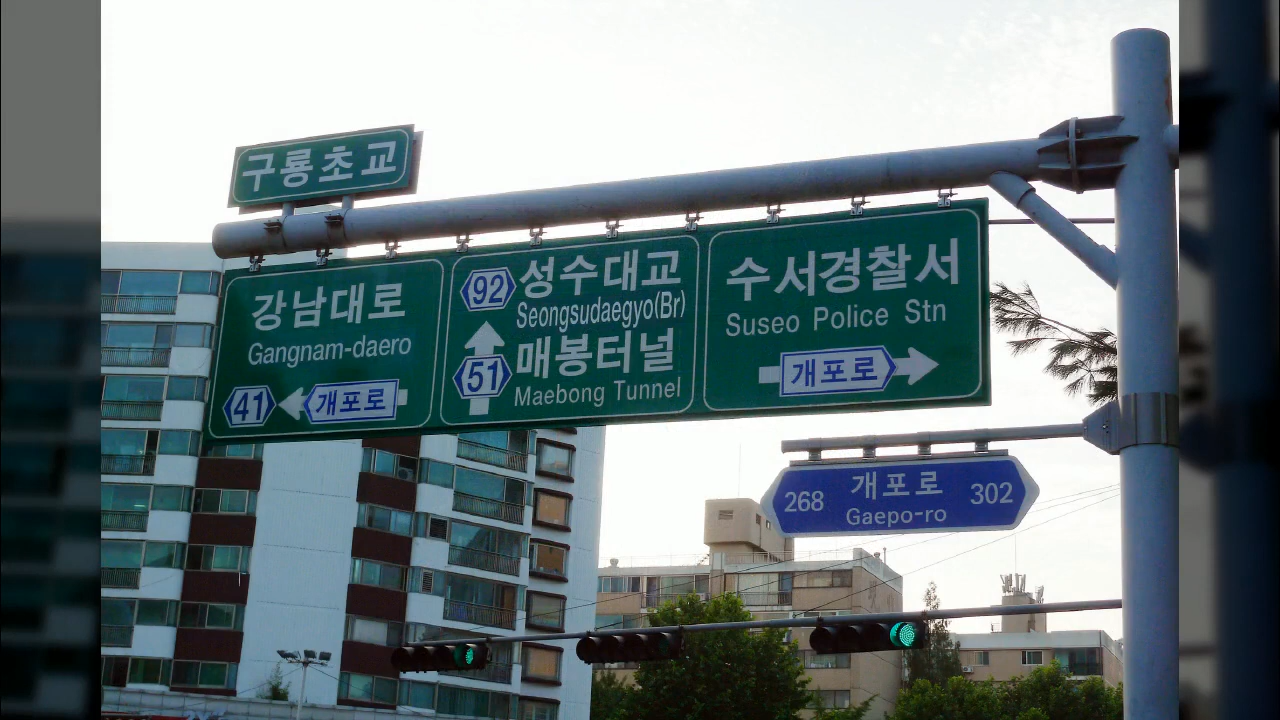 구룡초교
강남대로
Gangnam-daero
41 개포로
92 성수대교
Seongsudaegyo(Br)
51 매봉터널
Maebong Tunnel
수서경찰서
Suseo Police Stn
개포로
268 개포로 302
Gaepo-ro